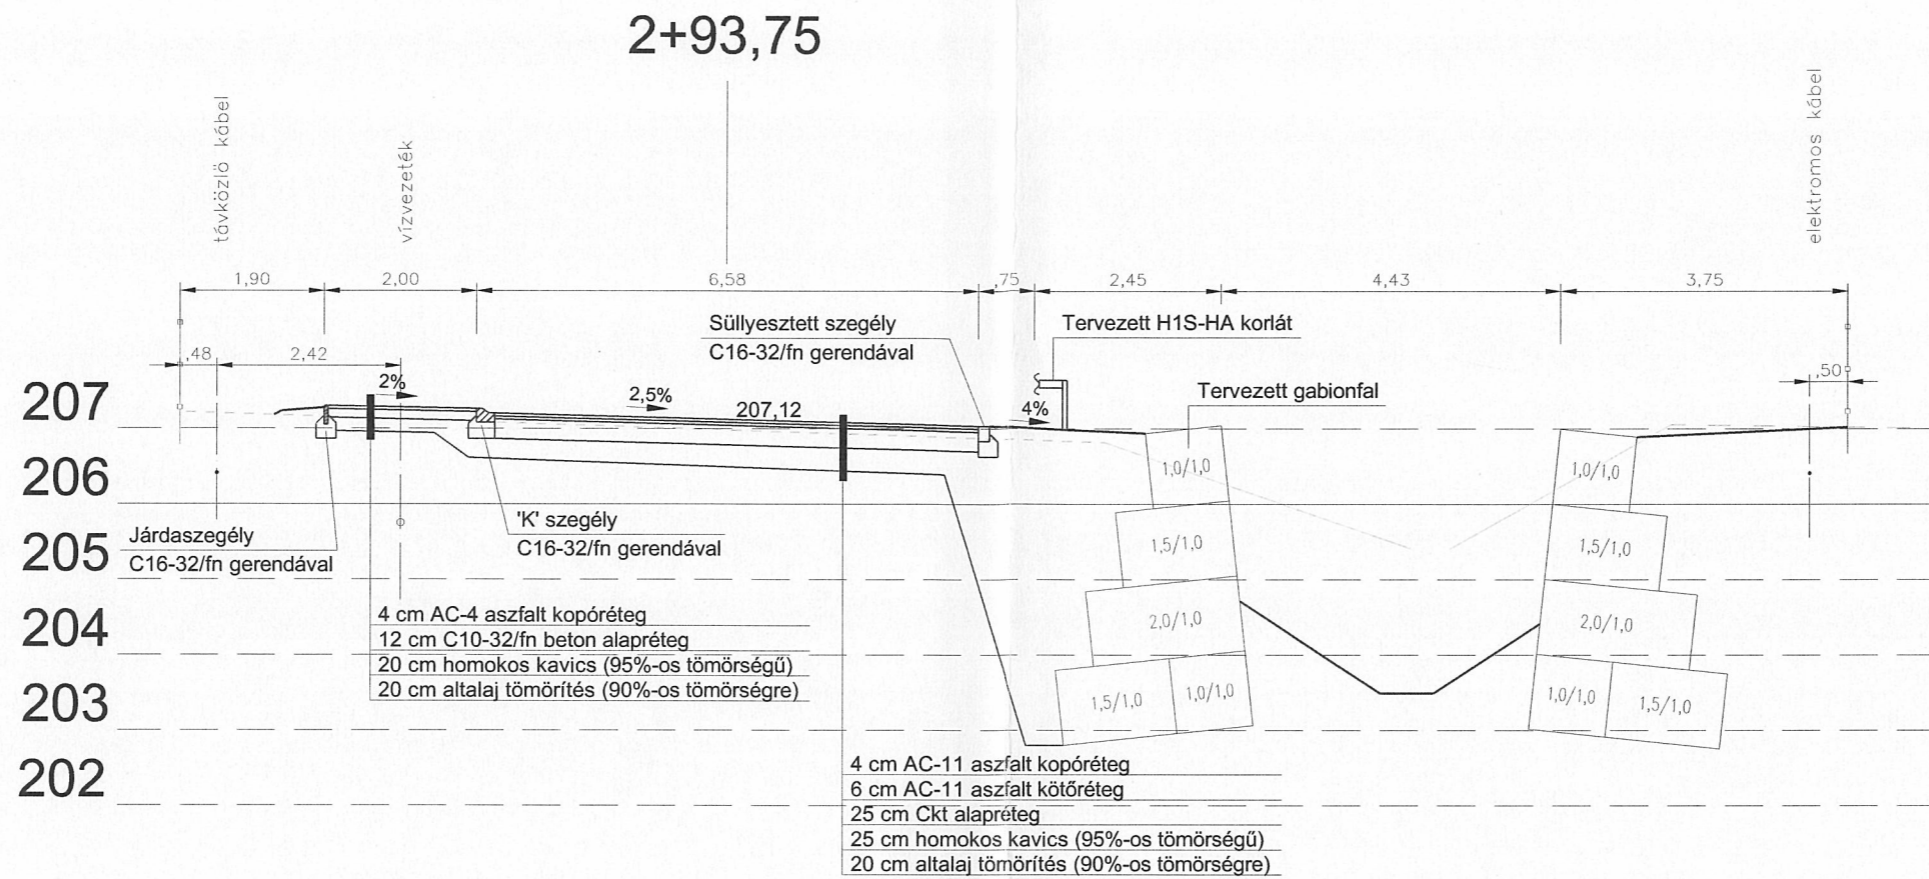 2+93,75
távközlő kábel
vízvezeték
elektromos kábel
1,90
2,00
6,58
,75
2,45
4,43
3,75
,48
2,42
Süllyesztett szegély
C16-32/fn gerendával
Tervezett H1S-HA korlát
Tervezett gabionfal
,50
207
2%
2,5%
207,12
4%
206
1,0/1,0
1,0/1,0
205
Járdaszegély
C16-32/fn gerendával
'K' szegély
C16-32/fn gerendával
1,5/1,0
1,5/1,0
204
4 cm AC-4 aszfalt kopóréteg
12 cm C10-32/fn beton alapréteg
20 cm homokos kavics (95%-os tömörségű)
20 cm altalaj tömörítés (90%-os tömörségre)
2,0/1,0
2,0/1,0
203
1,5/1,0
1,0/1,0
1,0/1,0
1,5/1,0
202
4 cm AC-11 aszfalt kopóréteg
6 cm AC-11 aszfalt kötőréteg
25 cm Ckt alapréteg
25 cm homokos kavics (95%-os tömörségű)
20 cm altalaj tömörítés (90%-os tömörségre)